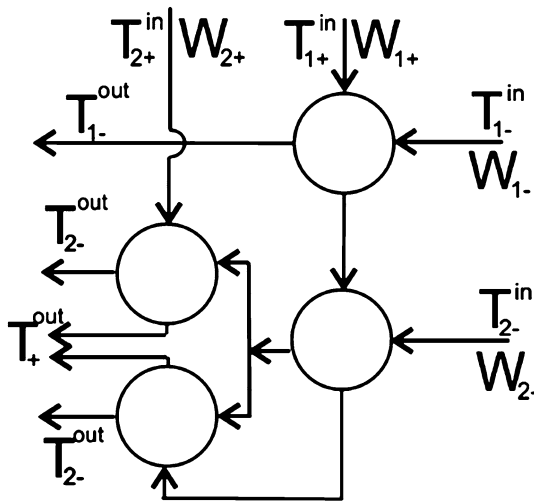 T₂₊ⁱⁿ W₂₊ T₁₊ⁱⁿ W₁₊
T₁₋ᵒᵘᵗ T₁₋ⁱⁿ
W₁₋
T₂₋ᵒᵘᵗ
T₂₋ⁱⁿ
T₊ᵒᵘᵗ
W₂₋
T₂₋ᵒᵘᵗ